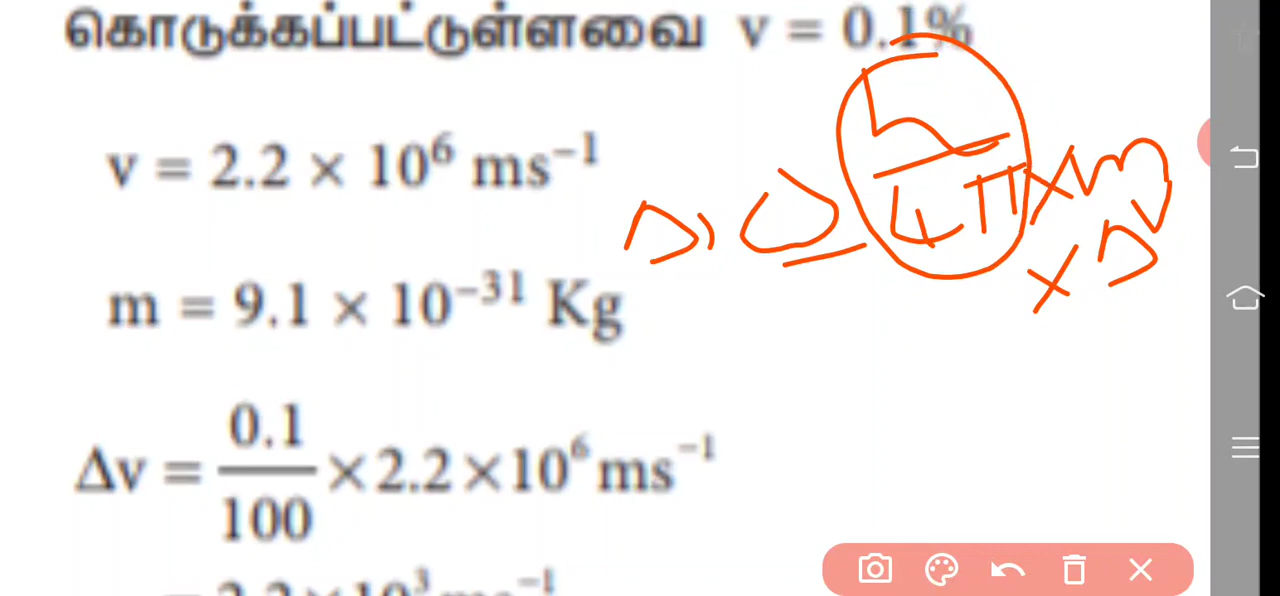 கொடுக்கப்பட்டுள்ளவை v = 0.1%
v = 2.2 × 10⁶ ms⁻¹
h
4π × m
× Δ
m = 9.1 × 10⁻³¹ Kg
Δv = 0.1/100 × 2.2 × 10⁶ ms⁻¹